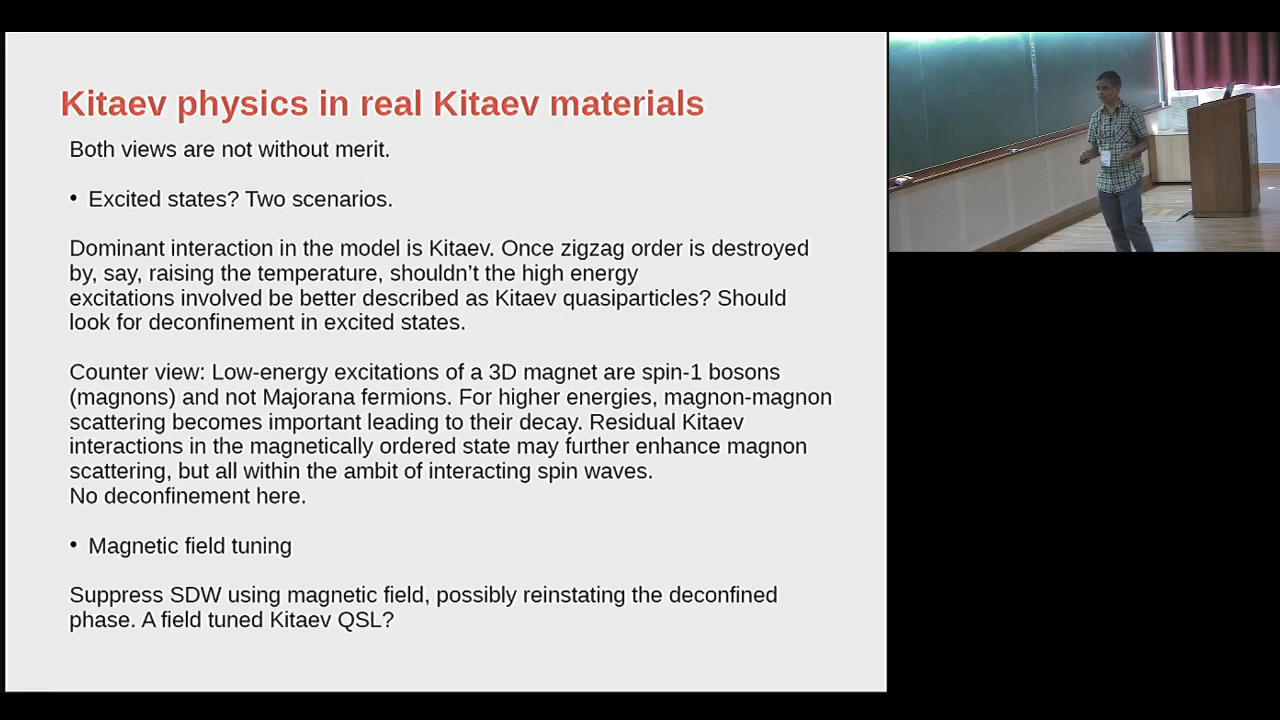 Kitaev physics in real Kitaev materials
Both views are not without merit.
• Excited states? Two scenarios.
Dominant interaction in the model is Kitaev. Once zigzag order is destroyed
by, say, raising the temperature, shouldn’t the high energy
excitations involved be better described as Kitaev quasiparticles? Should
look for deconfinement in excited states.
Counter view: Low-energy excitations of a 3D magnet are spin-1 bosons
(magnons) and not Majorana fermions. For higher energies, magnon-magnon
scattering becomes important leading to their decay. Residual Kitaev
interactions in the magnetically ordered state may further enhance magnon
scattering, but all within the ambit of interacting spin waves.
No deconfinement here.
• Magnetic field tuning
Suppress SDW using magnetic field, possibly reinstating the deconfined
phase. A field tuned Kitaev QSL?